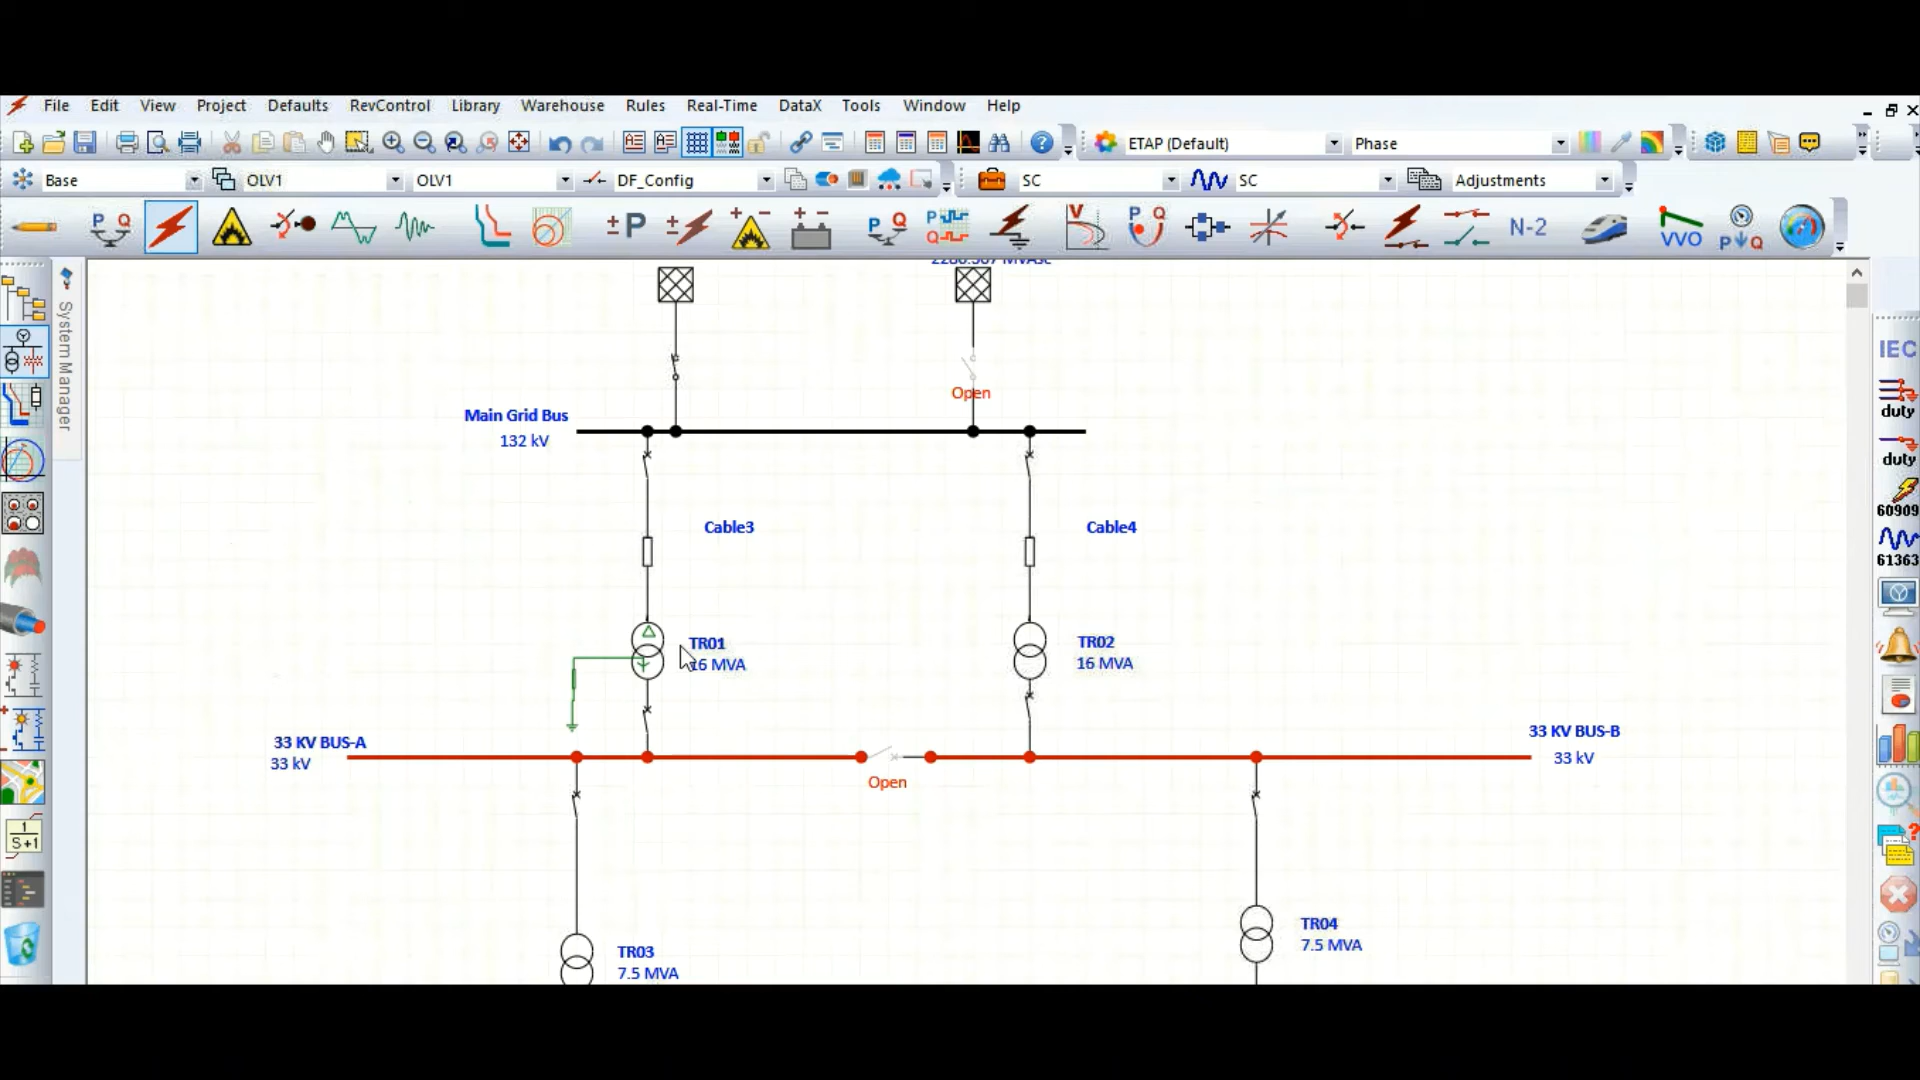 File Edit View Project Defaults RevControl Library Warehouse Rules Real-Time DataX Tools Window Help
ETAP (Default) Phase
Base OLV1 OLV1 DF_Config SC SC Adjustments
P Q ± P ± + - + - P Q P Q V P Q N-2 VVO P Q
System Manager
IEC
duty
duty
60909
61363
1
S+1
Open
Main Grid Bus
132 kV
Cable3 Cable4
TR01 TR02
16 MVA 16 MVA
33 KV BUS-A 33 KV BUS-B
33 kV 33 kV
Open
TR03 TR04
7.5 MVA 7.5 MVA